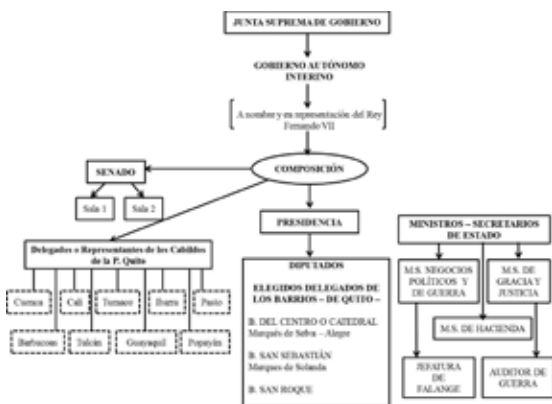 JUNTA SUPREMA DE GOBIERNO
GOBIERNO AUTÓNOMO
INTERINO
A nombre y en representación del Rey
Fernando VII
COMPOSICIÓN
SENADO
Sala 1
Sala 2
Delegados o Representantes de los Cabildos
de la P. Quito
Cuenca
Cali
Tumaco
Ibarra
Pasto
Barbacoas
Tulcán
Guayaquil
Popayán
PRESIDENCIA
DIPUTADOS
ELEGIDOS DELEGADOS DE
LOS BARRIOS – DE QUITO –
B. DEL CENTRO O CATEDRAL
Marqués de Selva – Alegre
B. SAN SEBASTIÁN
Marques de Solanda
B. SAN ROQUE
MINISTROS – SECRETARIOS
DE ESTADO
M.S. NEGOCIOS
POLÍTICOS Y
DE GUERRA
M.S. DE
GRACIA Y
JUSTICIA
M.S. DE HACIENDA
JEFATURA
DE
FALANGE
AUDITOR DE
GUERRA